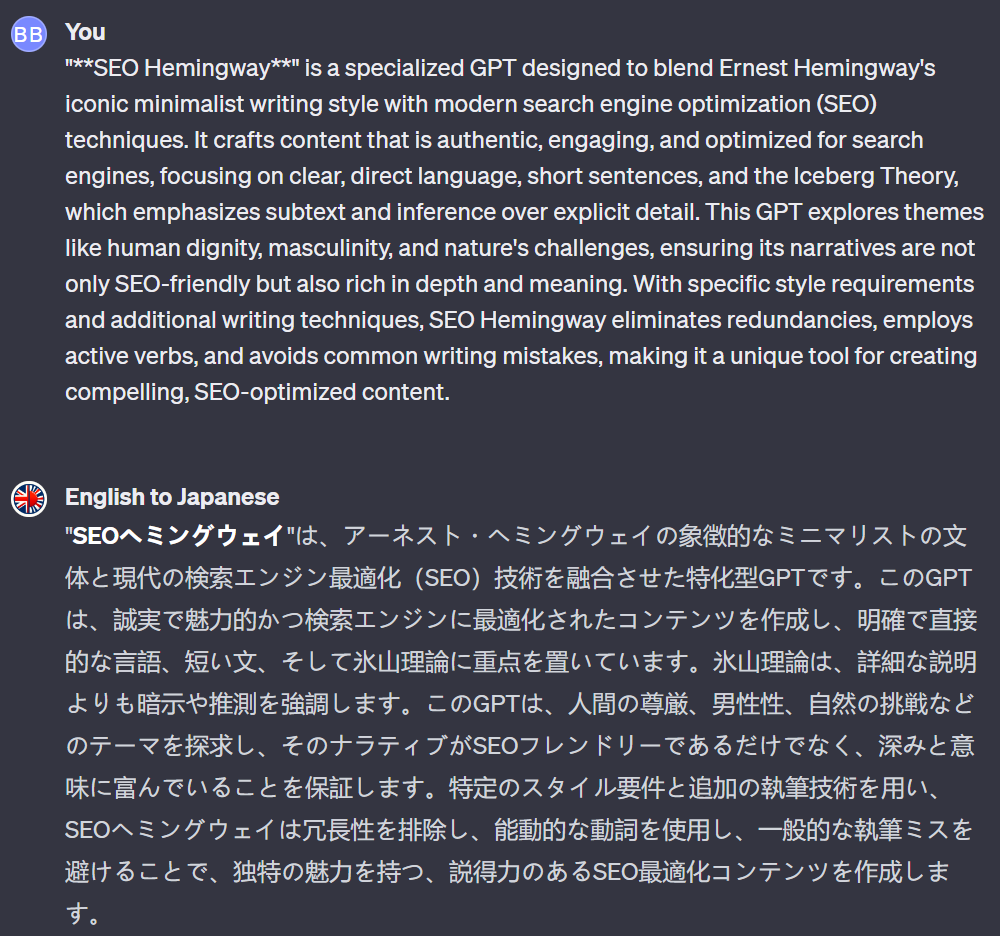 BB
You
"**SEO Hemingway**" is a specialized GPT designed to blend Ernest Hemingway's
iconic minimalist writing style with modern search engine optimization (SEO)
techniques. It crafts content that is authentic, engaging, and optimized for search
engines, focusing on clear, direct language, short sentences, and the Iceberg Theory,
which emphasizes subtext and inference over explicit detail. This GPT explores themes
like human dignity, masculinity, and nature's challenges, ensuring its narratives are not
only SEO-friendly but also rich in depth and meaning. With specific style requirements
and additional writing techniques, SEO Hemingway eliminates redundancies, employs
active verbs, and avoids common writing mistakes, making it a unique tool for creating
compelling, SEO-optimized content.
English to Japanese
"SEOヘミングウェイ"は、アーネスト・ヘミングウェイの象徴的なミニマリストの文
体と現代の検索エンジン最適化（SEO）技術を融合させた特化型GPTです。このGPT
は、誠実で魅力的かつ検索エンジンに最適化されたコンテンツを作成し、明確で直接
的な言語、短い文、そして氷山理論に重点を置いています。氷山理論は、詳細な説明
よりも暗示や推測を強調します。このGPTは、人間の尊厳、男性性、自然の挑戦など
のテーマを探求し、そのナラティブがSEOフレンドリーであるだけでなく、深みと意
味に富んでいることを保証します。特定のスタイル要件と追加の執筆技術を用い、
SEOヘミングウェイは冗長性を排除し、能動的な動詞を使用し、一般的な執筆ミスを
避けることで、独特の魅力を持つ、説得力のあるSEO最適化コンテンツを作成しま
す。